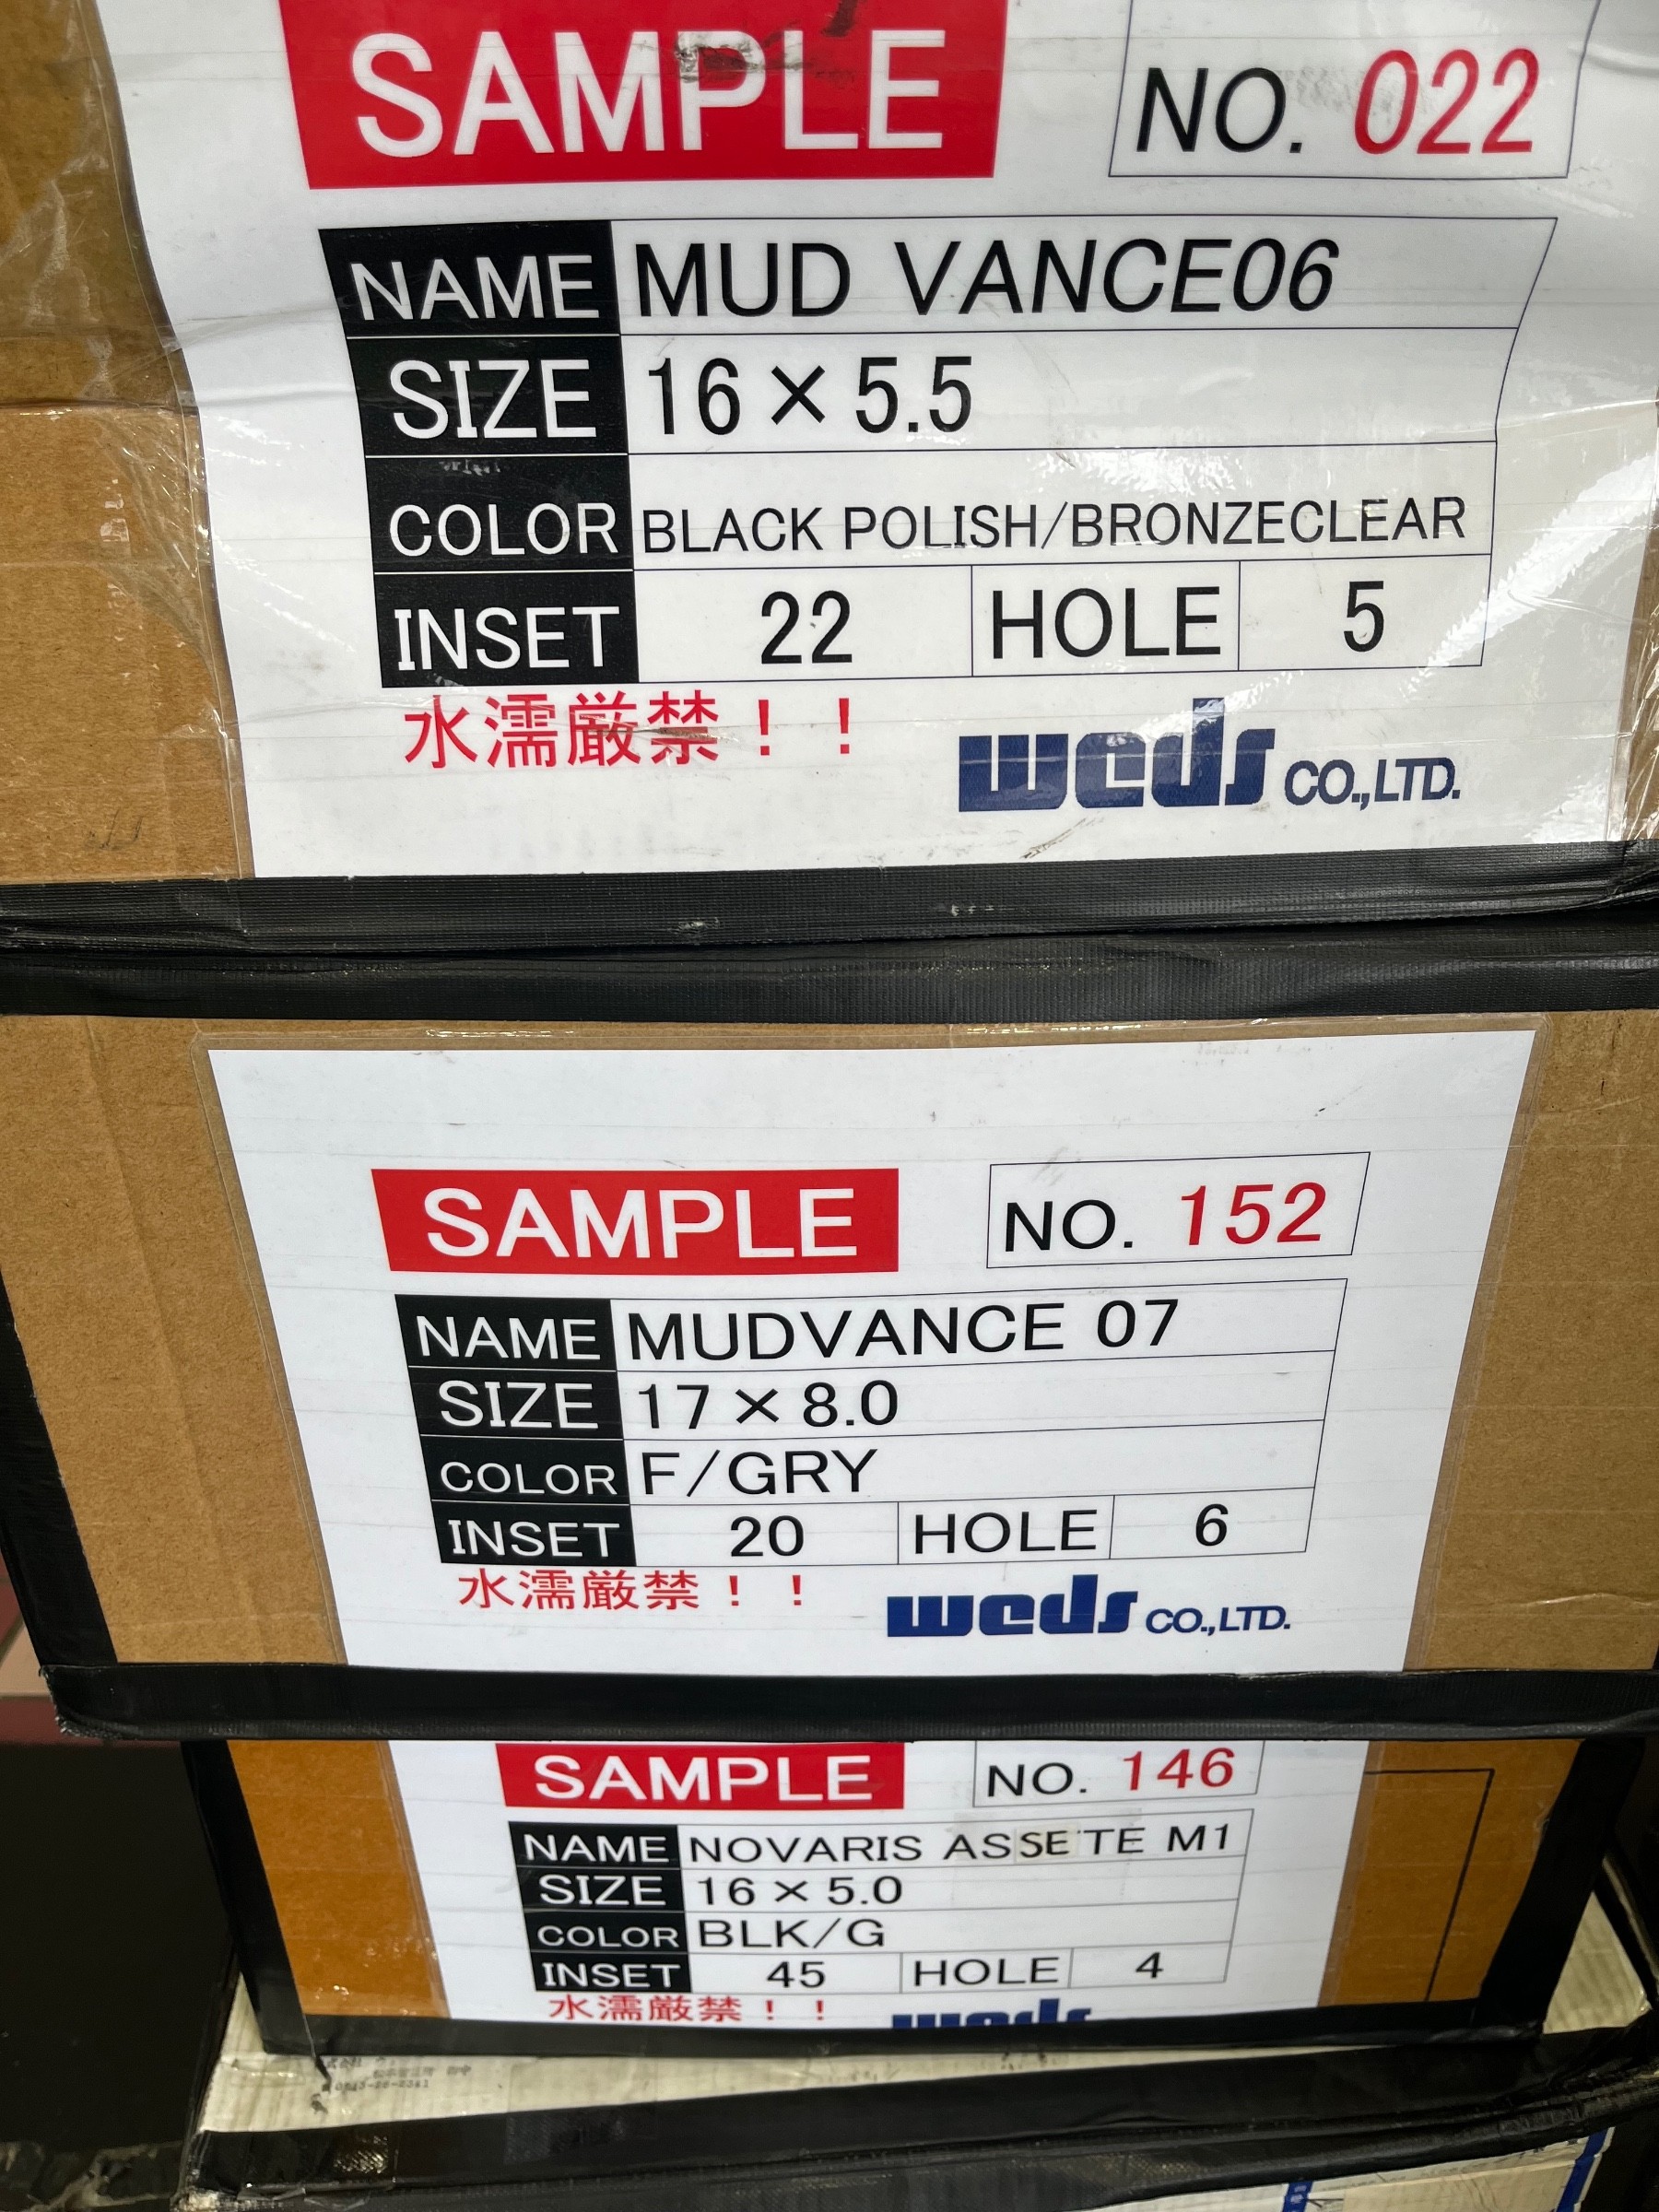 SAMPLE NO. 022
NAME MUD VANCE06
SIZE 16×5.5
COLOR BLACK POLISH/BRONZECLEAR
INSET 22 HOLE 5
水濡厳禁！！
weds CO.,LTD.
SAMPLE NO. 152
NAME MUDVANCE 07
SIZE 17×8.0
COLOR F/GRY
INSET 20 HOLE 6
水濡厳禁！！
weds CO.,LTD.
SAMPLE NO. 146
NAME NOVARIS ASSETE M1
SIZE 16×5.0
COLOR BLK/G
INSET 45 HOLE 4
水濡厳禁！！
weds